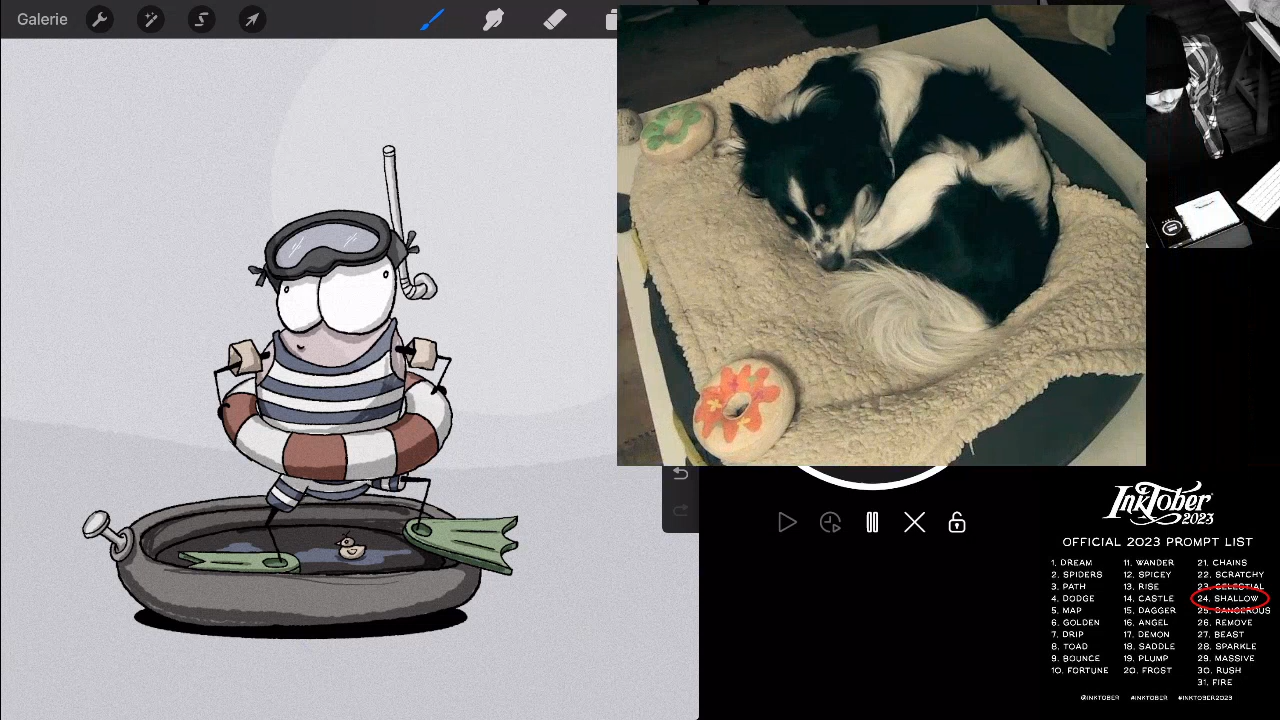 Galerie
InkTober
2023
OFFICIAL 2023 PROMPT LIST
1. DREAM
2. SPIDERS
3. PATH
4. DODGE
5. MAP
6. GOLDEN
7. DRIP
8. TOAD
9. BOUNCE
10. FORTUNE
11. WANDER
12. SPICEY
13. RISE
14. CASTLE
15. DAGGER
16. ANGEL
17. DEMON
18. SADDLE
19. PLUMP
20. FROST
21. CHAINS
22. SCRATCHY
23. CELESTIAL
24. SHALLOW
25. DANGEROUS
26. REMOVE
27. BEAST
28. SPARKLE
29. MASSIVE
30. RUSH
31. FIRE
@INKTOBER #INKTOBER #INKTOBER2023